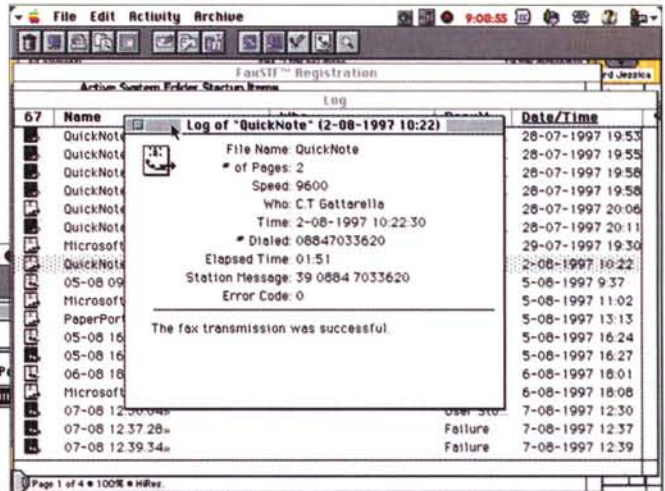 File Edit Activity Archive 9:00:55
FaxSTF™ Registration
rd Jessica
Active System Folder Startup Items
Log
67 Name Date/Time
Log of "QuickNote" (2-08-1997 10:22)
File Name: QuickNote
# of Pages: 2
Speed: 9600
Who: C.T Gattarella
Time: 2-08-1997 10:22:30
# Dialed: 08847033620
Elapsed Time: 01:51
Station Message: 39 0884 7033620
Error Code: 0
The fax transmission was successful.
QuickNote 28-07-1997 19:53
QuickNote 28-07-1997 19:55
QuickNote 28-07-1997 19:58
QuickNote 28-07-1997 19:58
QuickNote 28-07-1997 20:06
QuickNote 28-07-1997 20:11
Microsoft 29-07-1997 19:30
QuickNote 2-08-1997 10:22
05-08 09 5-08-1997 9:37
Microsoft 5-08-1997 11:02
PaperPort 5-08-1997 13:13
05-08 16 5-08-1997 16:24
05-08 16 5-08-1997 16:27
06-08 18 6-08-1997 18:01
Microsoft 6-08-1997 18:08
07-08 12.30.04» User Sto... 7-08-1997 12:30
07-08 12.37.28» Failure 7-08-1997 12:37
07-08 12.39.34» Failure 7-08-1997 12:39
Page 1 of 4 • 100% • HiRes.